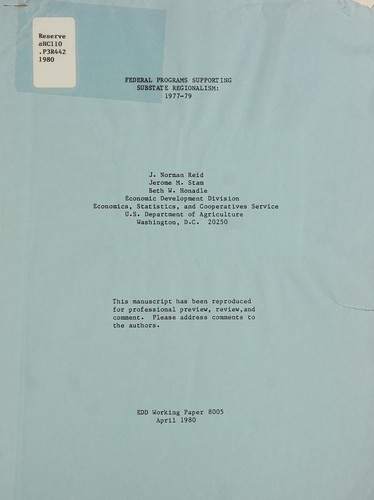 Reserve
aHC110
.P3R442
1980
FEDERAL PROGRAMS SUPPORTING
SUBSTATE REGIONALISM:
1977-79
J. Norman Reid
Jerome M. Stam
Beth W. Honadle
Economic Development Division
Economics, Statistics, and Cooperatives Service
U.S. Department of Agriculture
Washington, D.C. 20250
This manuscript has been reproduced
for professional preview, review,and
comment. Please address comments to
the authors.
EDD Working Paper 8005
April 1980